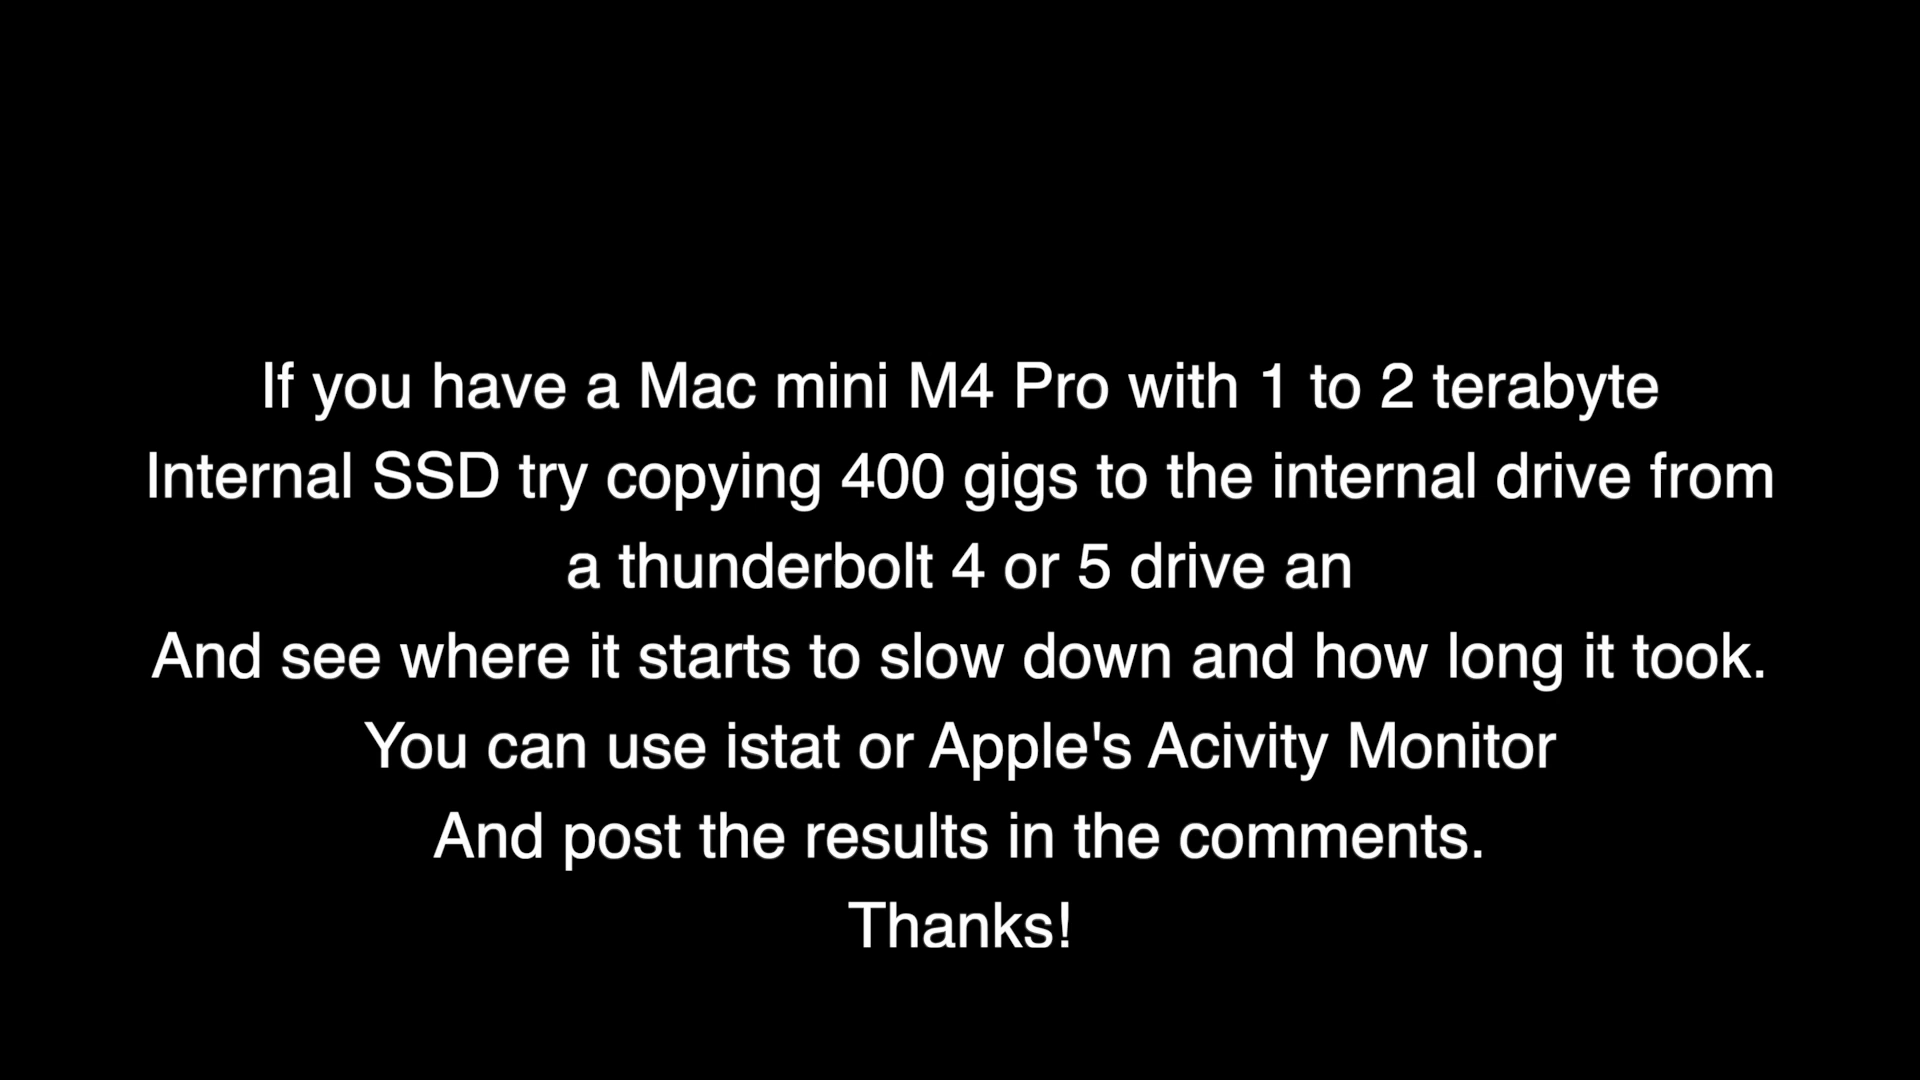 If you have a Mac mini M4 Pro with 1 to 2 terabyte
Internal SSD try copying 400 gigs to the internal drive from
a thunderbolt 4 or 5 drive an
And see where it starts to slow down and how long it took.
You can use istat or Apple's Acivity Monitor
And post the results in the comments.
Thanks!